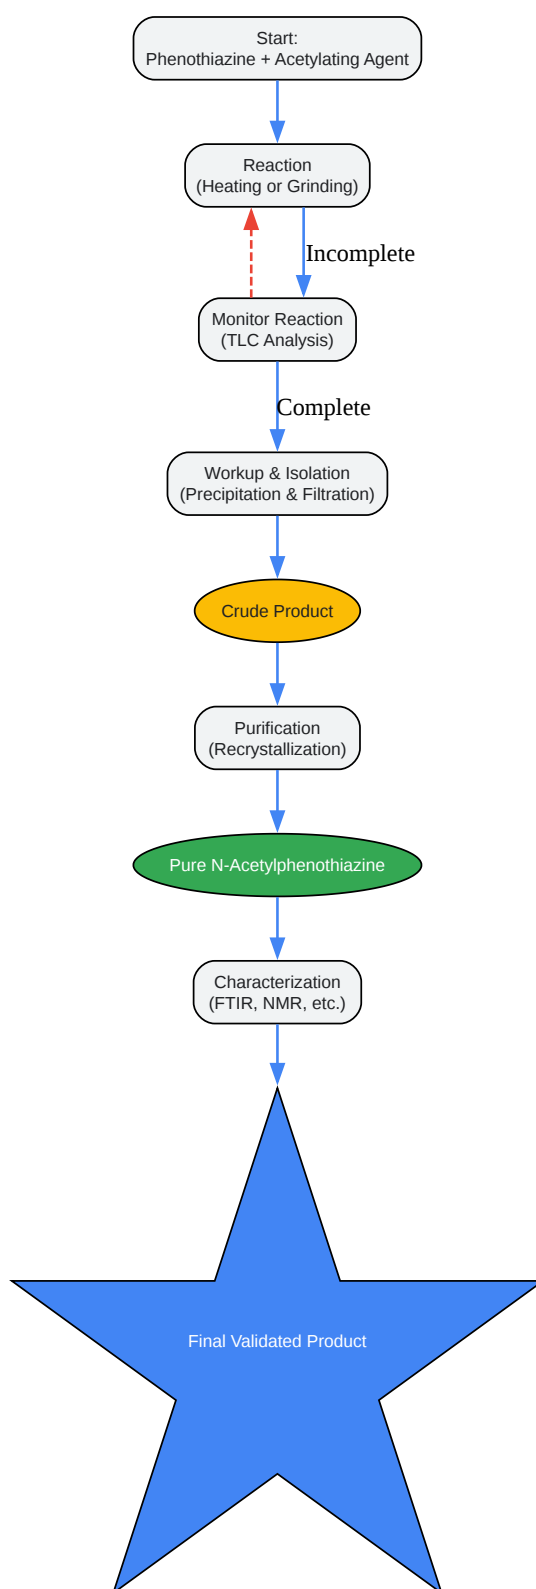 Start:
Phenothiazine + Acetylating Agent
Reaction
(Heating or Grinding)
Incomplete
Monitor Reaction
(TLC Analysis)
Complete
Workup & Isolation
(Precipitation & Filtration)
Crude Product
Purification
(Recrystallization)
Pure N-Acetylphenothiazine
Characterization
(FTIR, NMR, etc.)
Final Validated Product